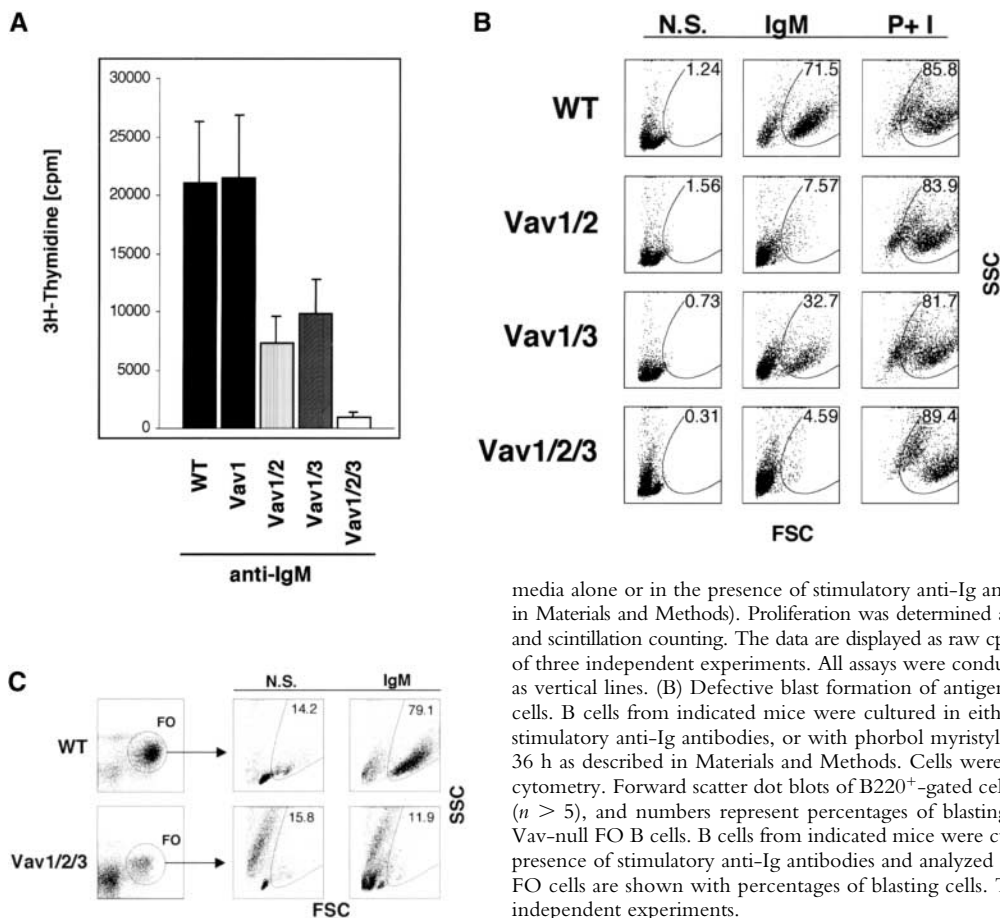 A
30000
25000
20000
15000
10000
5000
0
3H-Thymidine [cpm]
WT
Vav1
Vav1/2
Vav1/3
Vav1/2/3
anti-IgM
B
N.S. IgM P+ I
WT 1.24 71.5 85.8
Vav1/2 1.56 7.57 83.9
Vav1/3 0.73 32.7 81.7
Vav1/2/3 0.31 4.59 89.4
SSC
FSC
C
N.S. IgM
WT FO 14.2 79.1
Vav1/2/3 FO 15.8 11.9
SSC
FSC
media alone or in the presence of stimulatory anti-Ig an
in Materials and Methods). Proliferation was determined a
and scintillation counting. The data are displayed as raw cp
of three independent experiments. All assays were conduc
as vertical lines. (B) Defective blast formation of antigen
cells. B cells from indicated mice were cultured in eith
stimulatory anti-Ig antibodies, or with phorbol myristyl
36 h as described in Materials and Methods. Cells were
cytometry. Forward scatter dot blots of B220+-gated cel
(n > 5), and numbers represent percentages of blasting
Vav-null FO B cells. B cells from indicated mice were cu
presence of stimulatory anti-Ig antibodies and analyzed
FO cells are shown with percentages of blasting cells. T
independent experiments.